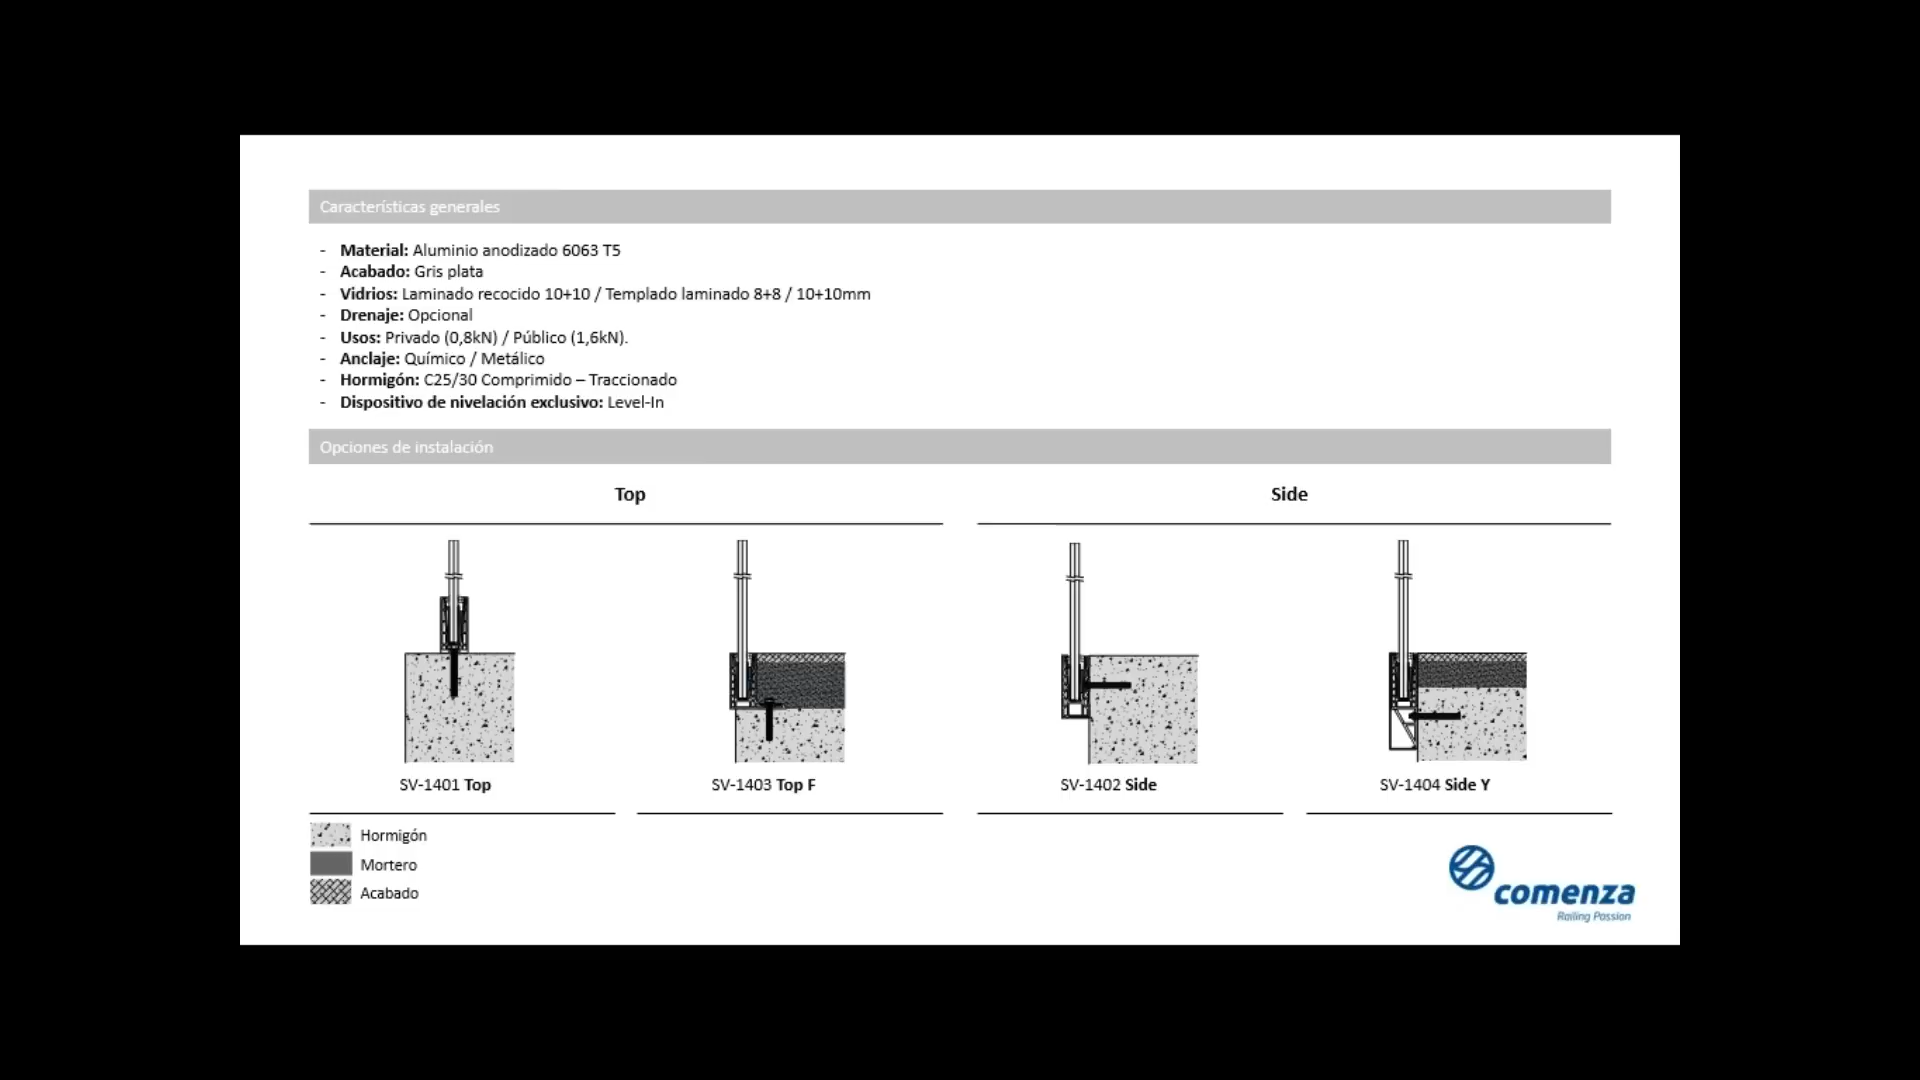 Características generales
- Material: Aluminio anodizado 6063 T5
- Acabado: Gris plata
- Vidrios: Laminado recocido 10+10 / Templado laminado 8+8 / 10+10mm
- Drenaje: Opcional
- Usos: Privado (0,8kN) / Público (1,6kN).
- Anclaje: Químico / Metálico
- Hormigón: C25/30 Comprimido – Traccionado
- Dispositivo de nivelación exclusivo: Level-In
Opciones de instalación
Top
Side
SV-1401 Top
SV-1403 Top F
SV-1402 Side
SV-1404 Side Y
Hormigón
Mortero
Acabado
comenza
Railing Passion